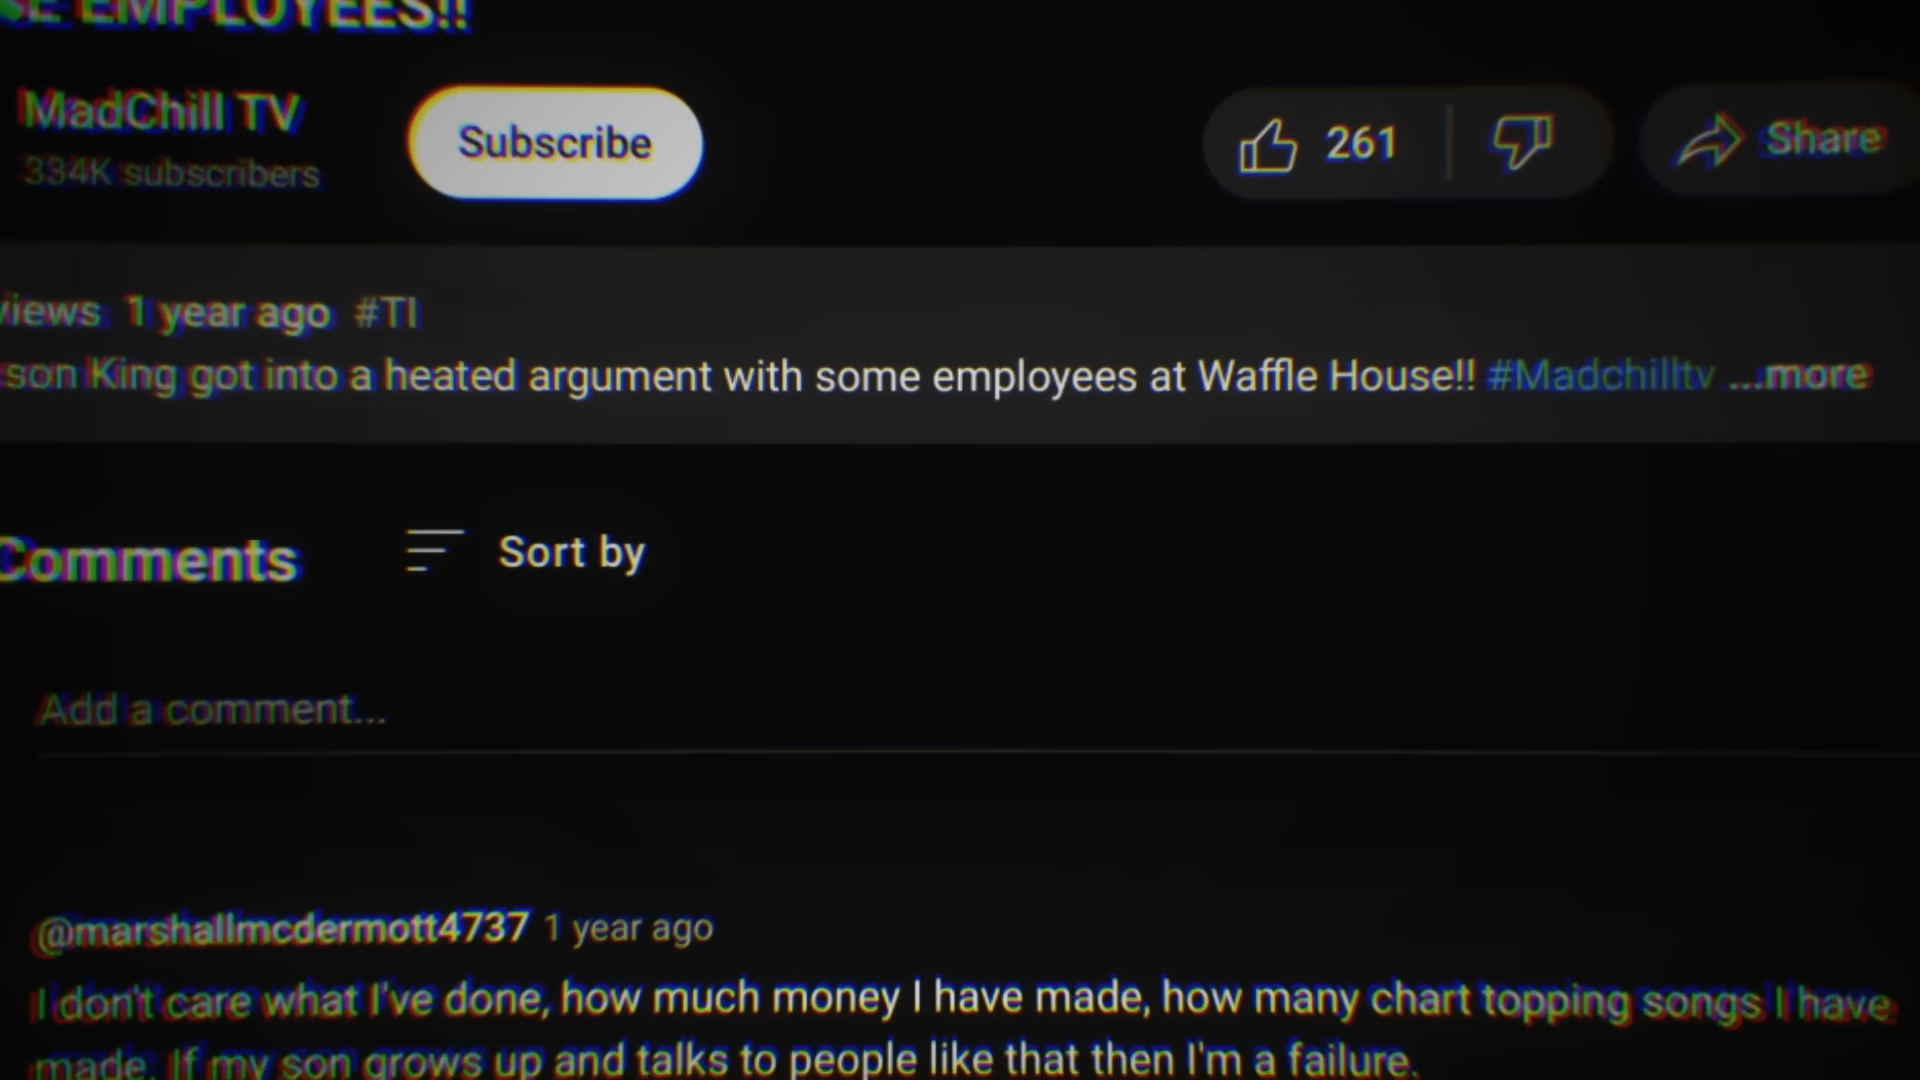 SE EMPLOYEES!!
MadChill TV
334K subscribers
Subscribe
261
Share
views 1 year ago #TI
son King got into a heated argument with some employees at Waffle House!! #Madchilltv ...more
Comments
Sort by
Add a comment...
@marshallmcdermott4737 1 year ago
I don't care what I've done, how much money I have made, how many chart topping songs I have
made. If my son grows up and talks to people like that then I'm a failure.